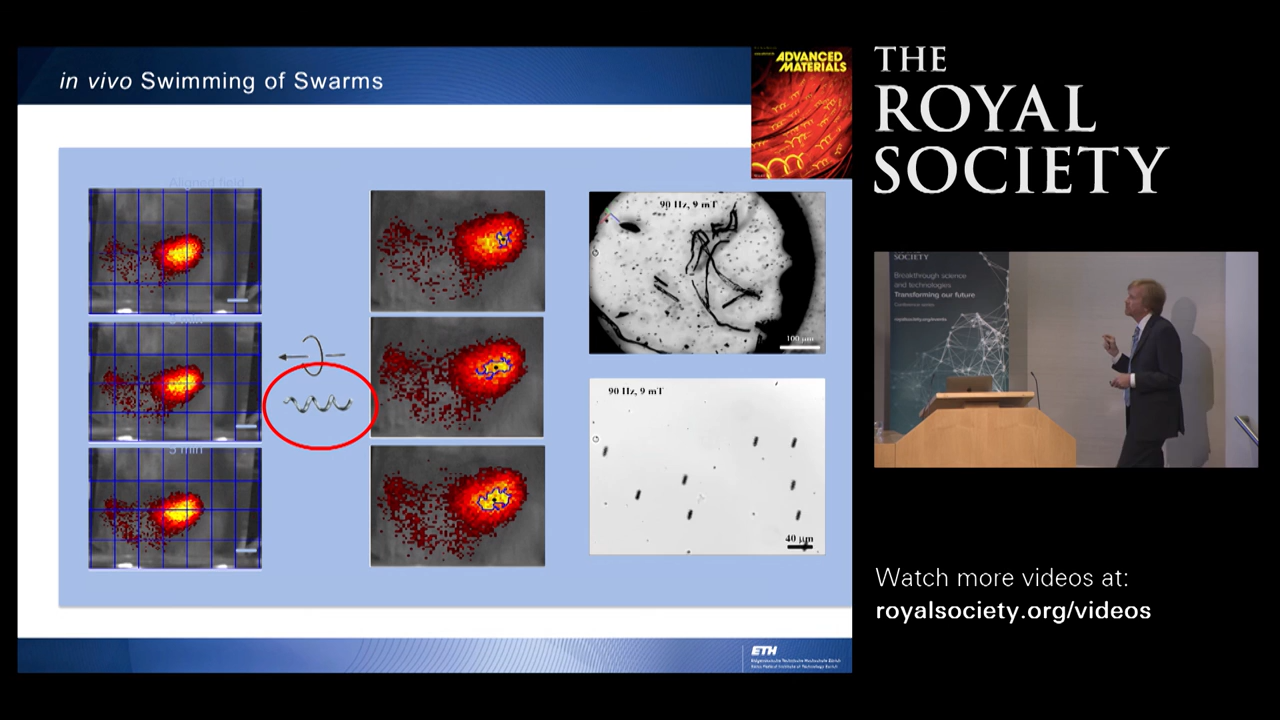 in vivo Swimming of Swarms
ADVANCED
MATERIALS
Aligned field
3 min
5 min
90 Hz, 9 mT
100 µm
90 Hz, 9 mT
40 µm
ETH
Eidgenössische Technische Hochschule Zürich
Swiss Federal Institute of Technology Zurich
THE
ROYAL
SOCIETY
SOCIETY
Breakthrough science
and technologies
Transforming our future
Conference series
royalsociety.org/events
Watch more videos at:
royalsociety.org/videos